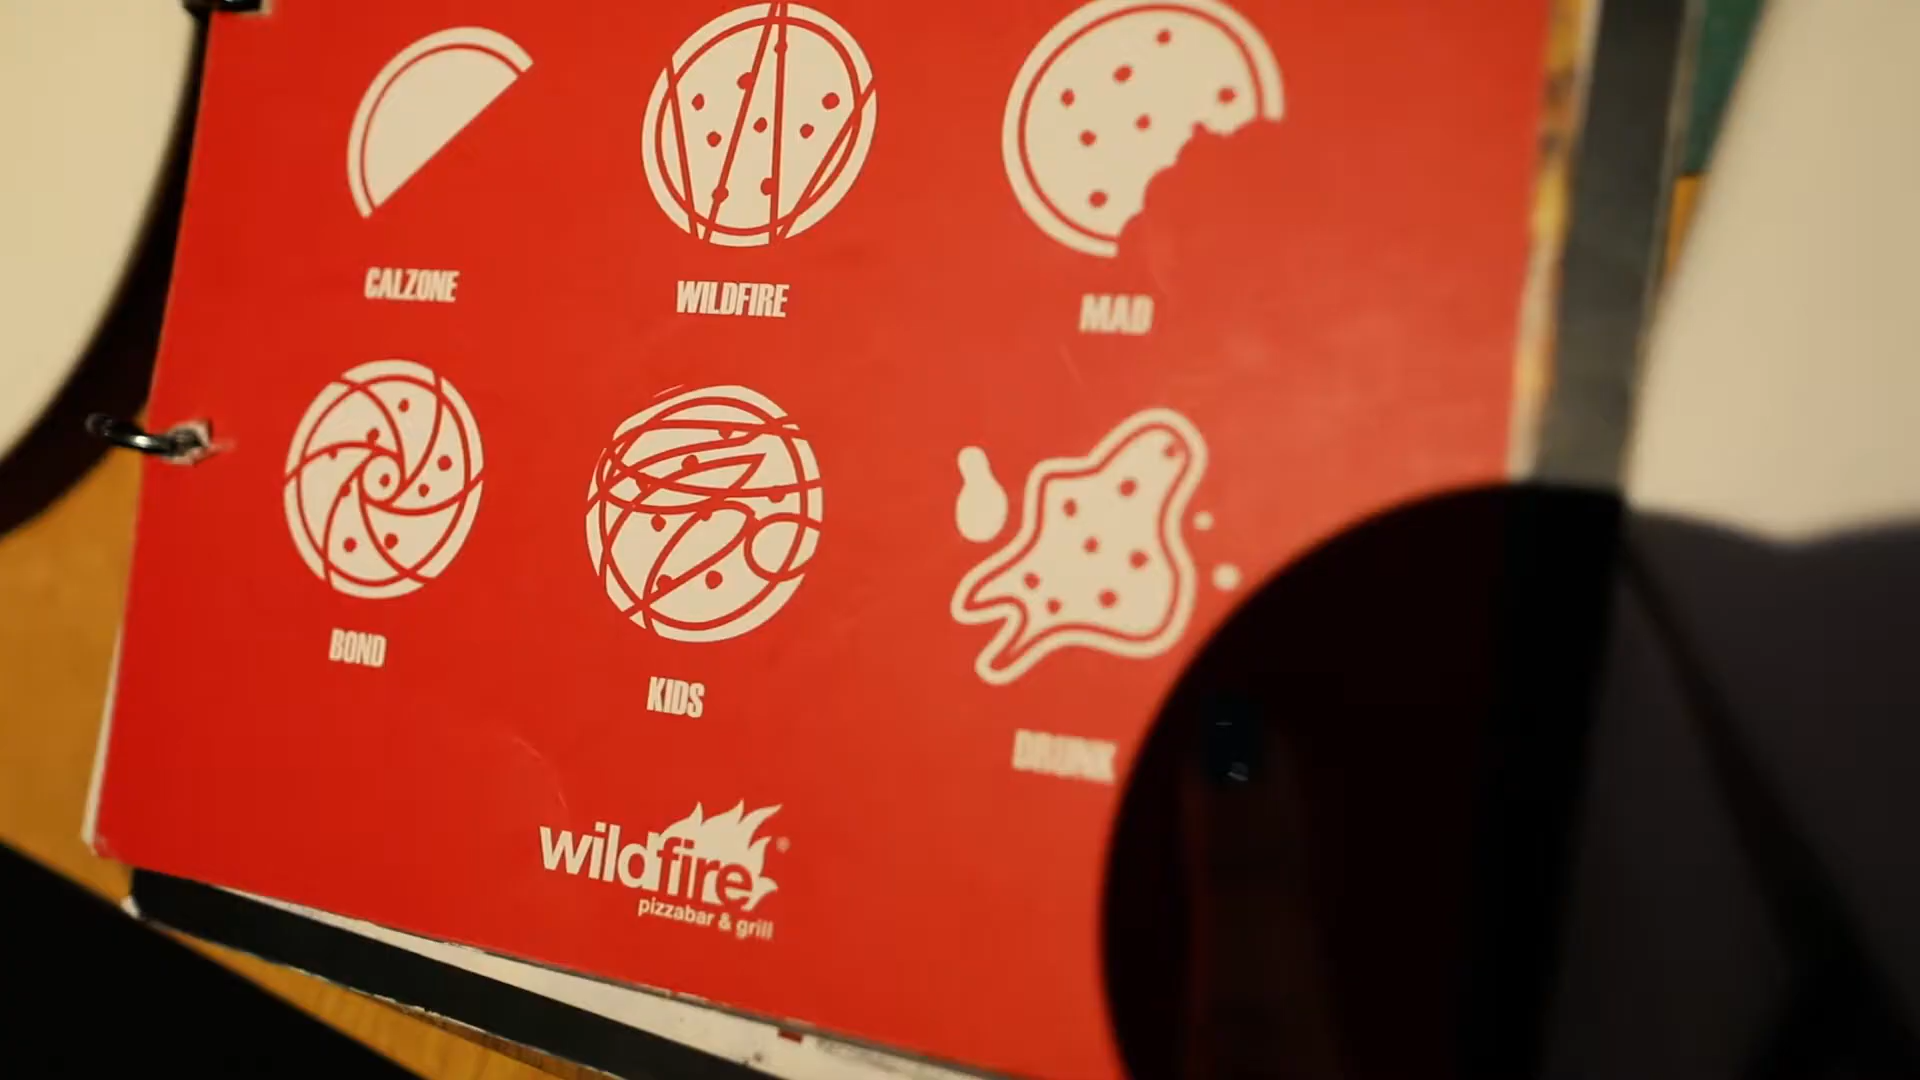 CALZONE
WILDFIRE
MAD
BOND
KIDS
DRUNK
wildfire®
pizzabar & grill